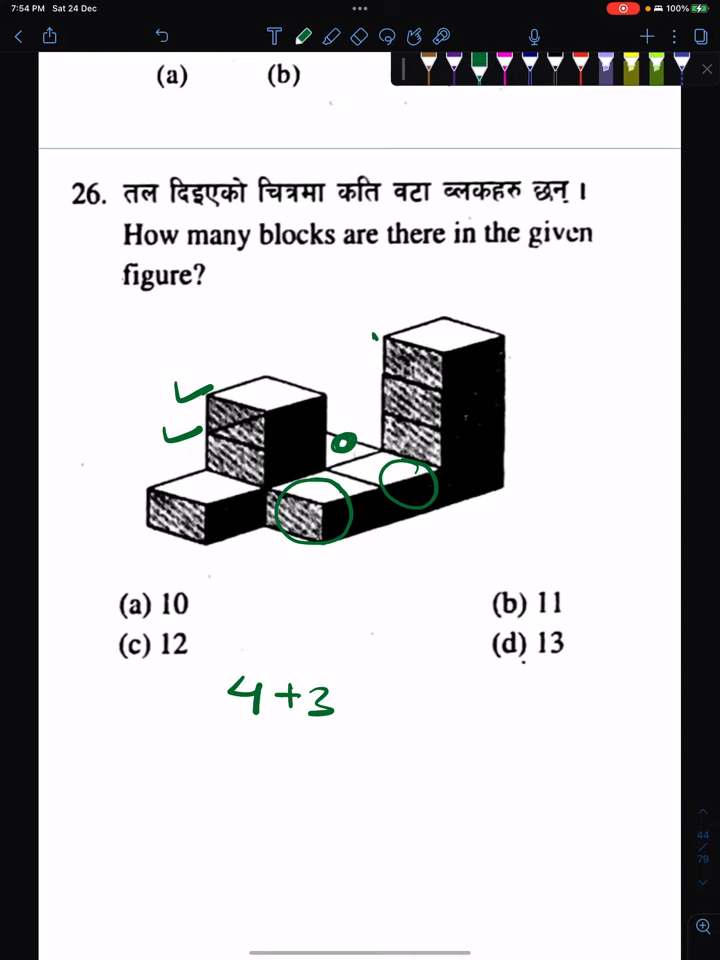 7:54 PM Sat 24 Dec
100%
(a) (b)
26. तल दिइएको चित्रमा कति वटा ब्लकहरु छन् ।
How many blocks are there in the given
figure?
(a) 10 (b) 11
(c) 12 (d) 13
4+3
44
/
79